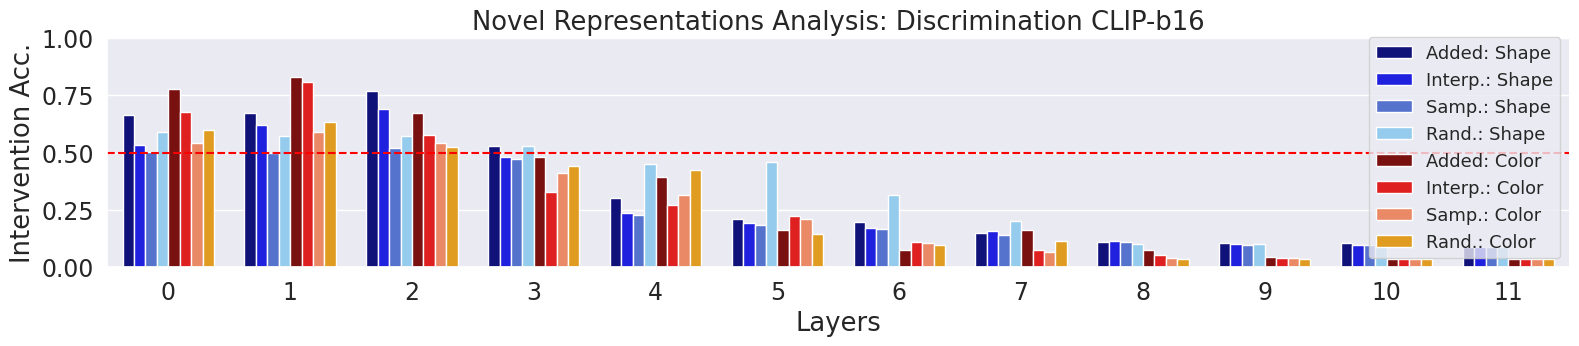 Novel Representations Analysis: Discrimination CLIP-b16
Intervention Acc.
1.00
0.75
0.50
0.25
0.00
Added: Shape
Interp.: Shape
Samp.: Shape
Rand.: Shape
Added: Color
Interp.: Color
Samp.: Color
Rand.: Color
0 1 2 3 4 5 6 7 8 9 10 11
Layers